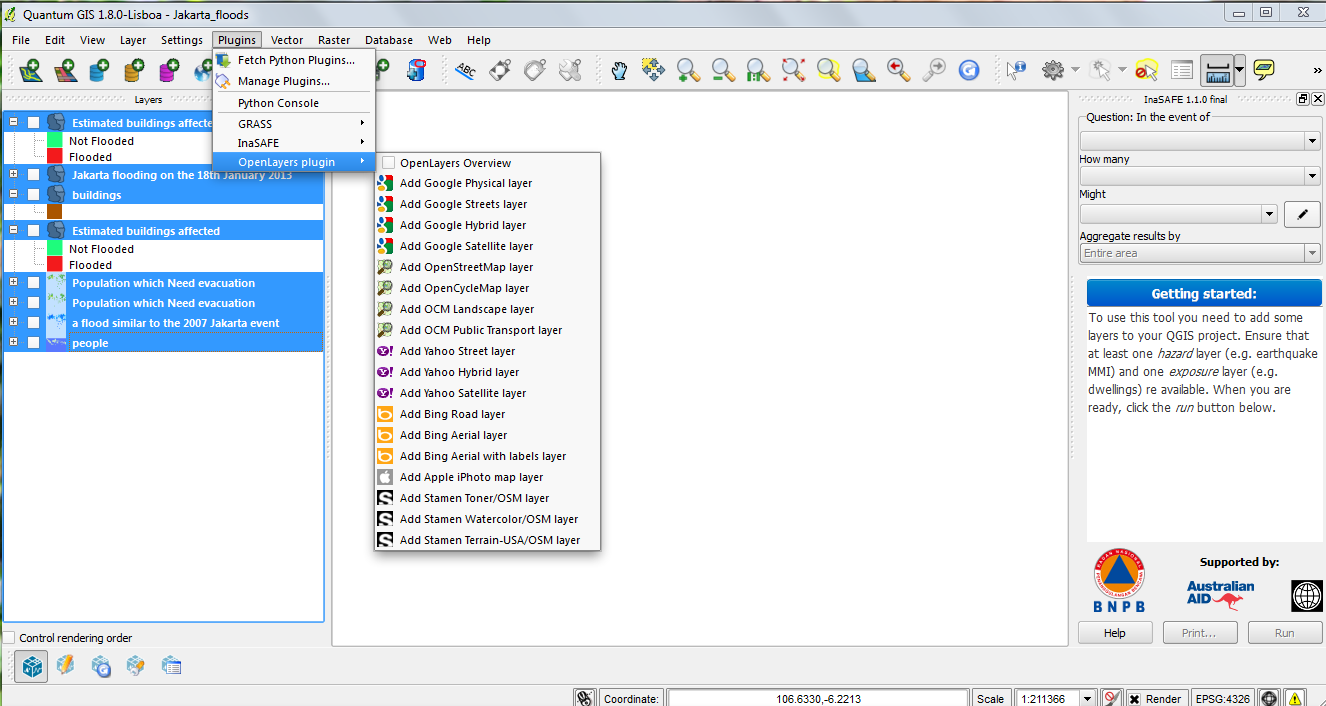 Quantum GIS 1.8.0-Lisboa - Jakarta_floods
File Edit View Layer Settings Plugins Vector Raster Database Web Help
Fetch Python Plugins...
Manage Plugins...
Python Console
GRASS
InaSAFE
OpenLayers plugin
OpenLayers Overview
Add Google Physical layer
Add Google Streets layer
Add Google Hybrid layer
Add Google Satellite layer
Add OpenStreetMap layer
Add OpenCycleMap layer
Add OCM Landscape layer
Add OCM Public Transport layer
Add Yahoo Street layer
Add Yahoo Hybrid layer
Add Yahoo Satellite layer
Add Bing Road layer
Add Bing Aerial layer
Add Bing Aerial with labels layer
Add Apple iPhoto map layer
Add Stamen Toner/OSM layer
Add Stamen Watercolor/OSM layer
Add Stamen Terrain-USA/OSM layer
ABC
Layers
Estimated buildings affecte
Not Flooded
Flooded
Jakarta flooding on the 18th January 2013
buildings
Estimated buildings affected
Not Flooded
Flooded
Population which Need evacuation
Population which Need evacuation
a flood similar to the 2007 Jakarta event
people
Control rendering order
InaSAFE 1.1.0 final
Question: In the event of
How many
Might
Aggregate results by
Entire area
Getting started:
To use this tool you need to add some
layers to your QGIS project. Ensure that
at least one hazard layer (e.g. earthquake
MMI) and one exposure layer (e.g.
dwellings) re available. When you are
ready, click the run button below.
BNPB
Supported by:
Australian
AID
Help Print... Run
Coordinate: 106.6330,-6.2213 Scale 1:211366 Render EPSG:4326